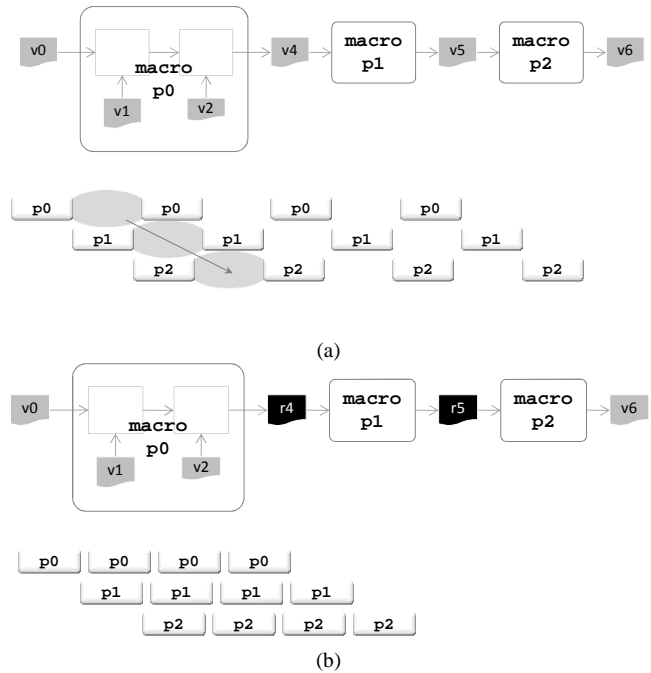 v0 v4 macro p1 v5 macro p2 v6
macro p0
v1 v2
p0 p0 p0 p0
p1 p1 p1 p1
p2 p2 p2 p2
(a)
v0 r4 macro p1 r5 macro p2 v6
macro p0
v1 v2
p0 p0 p0 p0
p1 p1 p1 p1
p2 p2 p2 p2
(b)